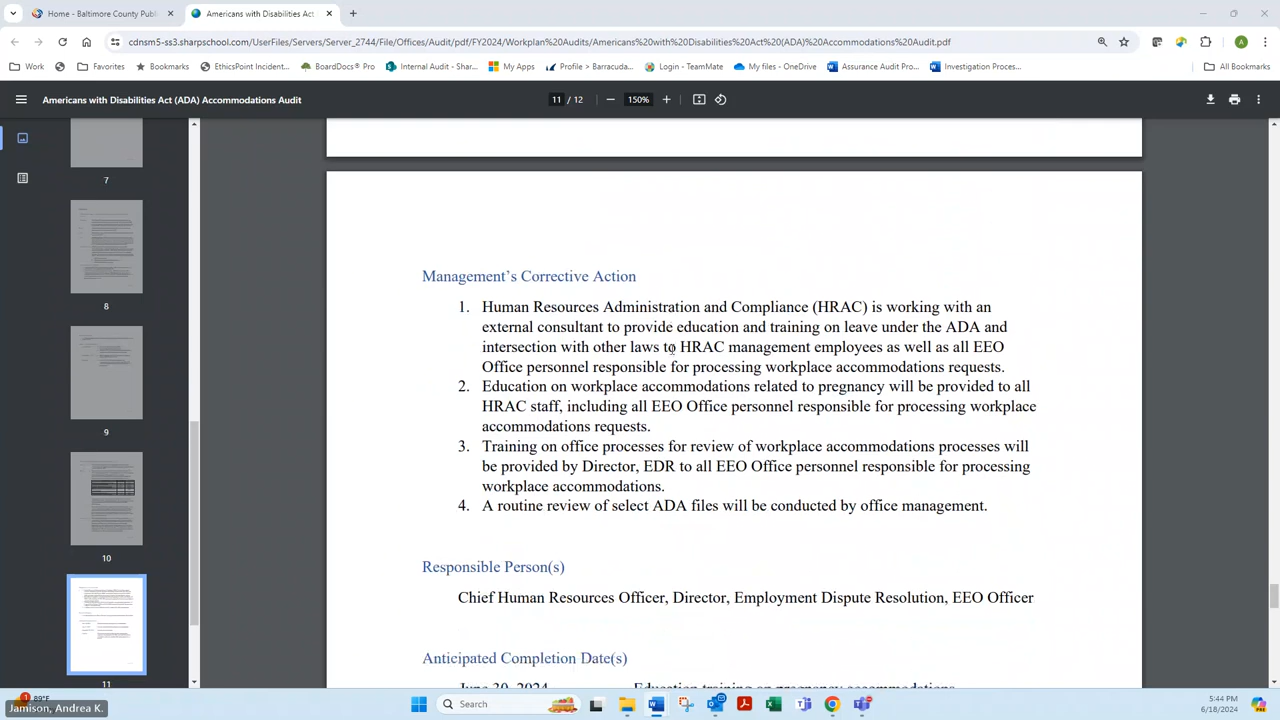 Home - Baltimore County Publ
Americans with Disabilities Act
cdnsm5-ss3.sharpschool.com/UserFiles/Servers/Server_2744/File/Offices/Audit/pdf/FY2024/Workplan%20Audits/Americans%20with%20Disabilities%20Act%20(ADA)%20Accommodations%20Audit.pdf
A
Work
Favorites
Bookmarks
EthicsPoint Incident...
BoardDocs® Pro
Internal Audit - Shar...
My Apps
Profile > Barracuda...
Login - TeamMate
My files - OneDrive
Assurance Audit Pro...
Investigation Proces...
All Bookmarks
Americans with Disabilities Act (ADA) Accommodations Audit
11 / 12
150%
7
8
9
10
11
Management's Corrective Action
1. Human Resources Administration and Compliance (HRAC) is working with an
external consultant to provide education and training on leave under the ADA and
intersection with other laws to HRAC management employees as well as all EEO
Office personnel responsible for processing workplace accommodations requests.
2. Education on workplace accommodations related to pregnancy will be provided to all
HRAC staff, including all EEO Office personnel responsible for processing workplace
accommodations requests.
3. Training on office processes for review of workplace accommodations processes will
be provided by Director, EDR to all EEO Office personnel responsible for processing
workplace accommodations.
4. A routine review of select ADA files will be conducted by office management.
Responsible Person(s)
Chief Human Resources Officer, Director, Employment Dispute Resolution, EEO Officer
Anticipated Completion Date(s)
June 30, 2024 Education training on pregnancy accommodations
1
89°F
Jamison, Andrea K.
Search
5:44 PM
6/18/2024